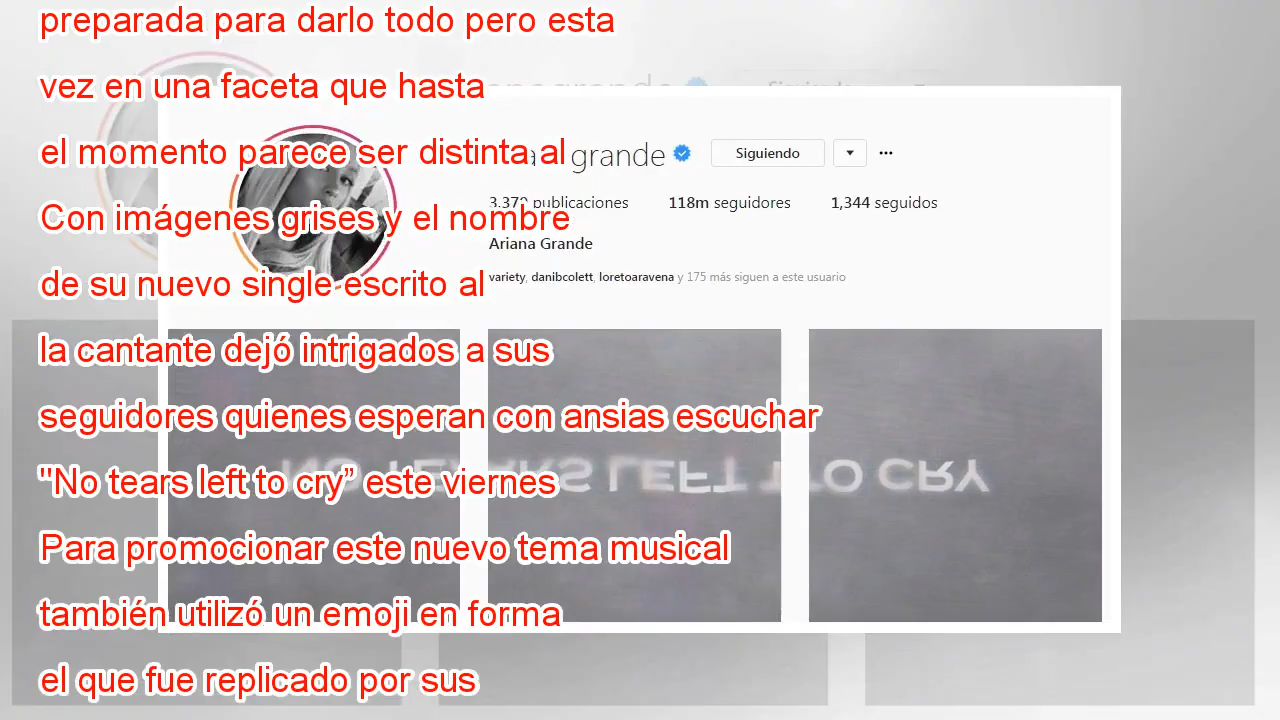 preparada para darlo todo pero esta
vez en una faceta que hasta
el momento parece ser distinta al
Con imágenes grises y el nombre
de su nuevo single escrito al
la cantante dejó intrigados a sus
seguidores quienes esperan con ansias escuchar
"No tears left to cry” este viernes
Para promocionar este nuevo tema musical
también utilizó un emoji en forma
el que fue replicado por sus
grande
Siguiendo
publicaciones
118m seguidores
1,344 seguidos
Ariana Grande
variety, danibcolett, loretoaravena y 175 más siguen a este usuario
LEFT TO CRY